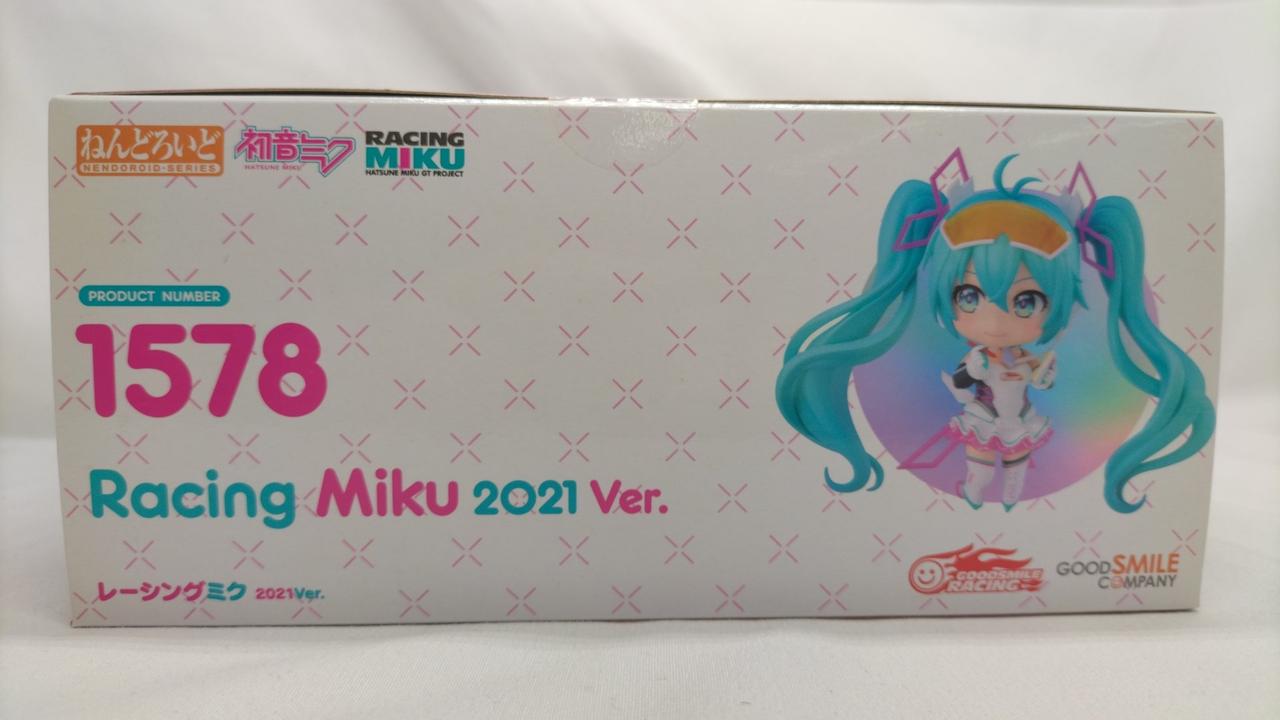 ねんどろいど
NENDOROID-SERIES
初音ミク
HATSUNE MIKU
RACING
MIKU
HATSUNE MIKU GT PROJECT
PRODUCT NUMBER
1578
Racing Miku 2021 Ver.
レーシングミク 2021Ver.
GOODSMILE
RACING
GOODSMILE
COMPANY